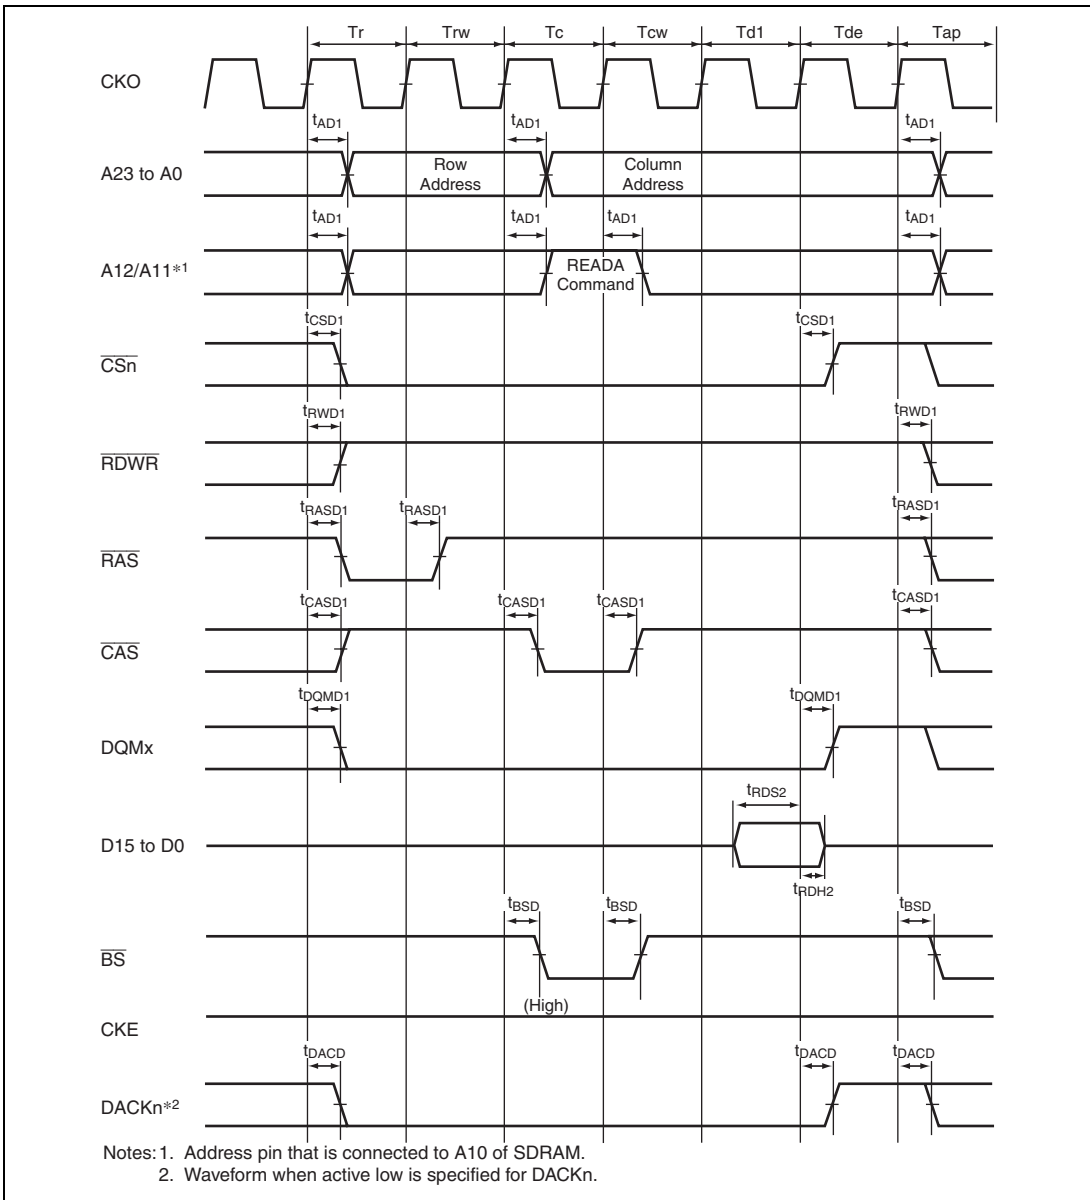 Tr Trw Tc Tcw Td1 Tde Tap
CKO
tAD1 tAD1 tAD1
A23 to A0
Row Address
Column Address
tAD1 tAD1 tAD1 tAD1
A12/A11*1
READA Command
tCSD1 tCSD1
CSn
tRWD1 tRWD1
RDWR
tRASD1 tRASD1 tRASD1
RAS
tCASD1 tCASD1 tCASD1 tCASD1
CAS
tDQMD1 tDQMD1
DQMx
tRDS2
D15 to D0
tRDH2
tBSD tBSD tBSD
BS
(High)
CKE
tDACD tDACD tDACD
DACKn*2
Notes: 1. Address pin that is connected to A10 of SDRAM.
2. Waveform when active low is specified for DACKn.